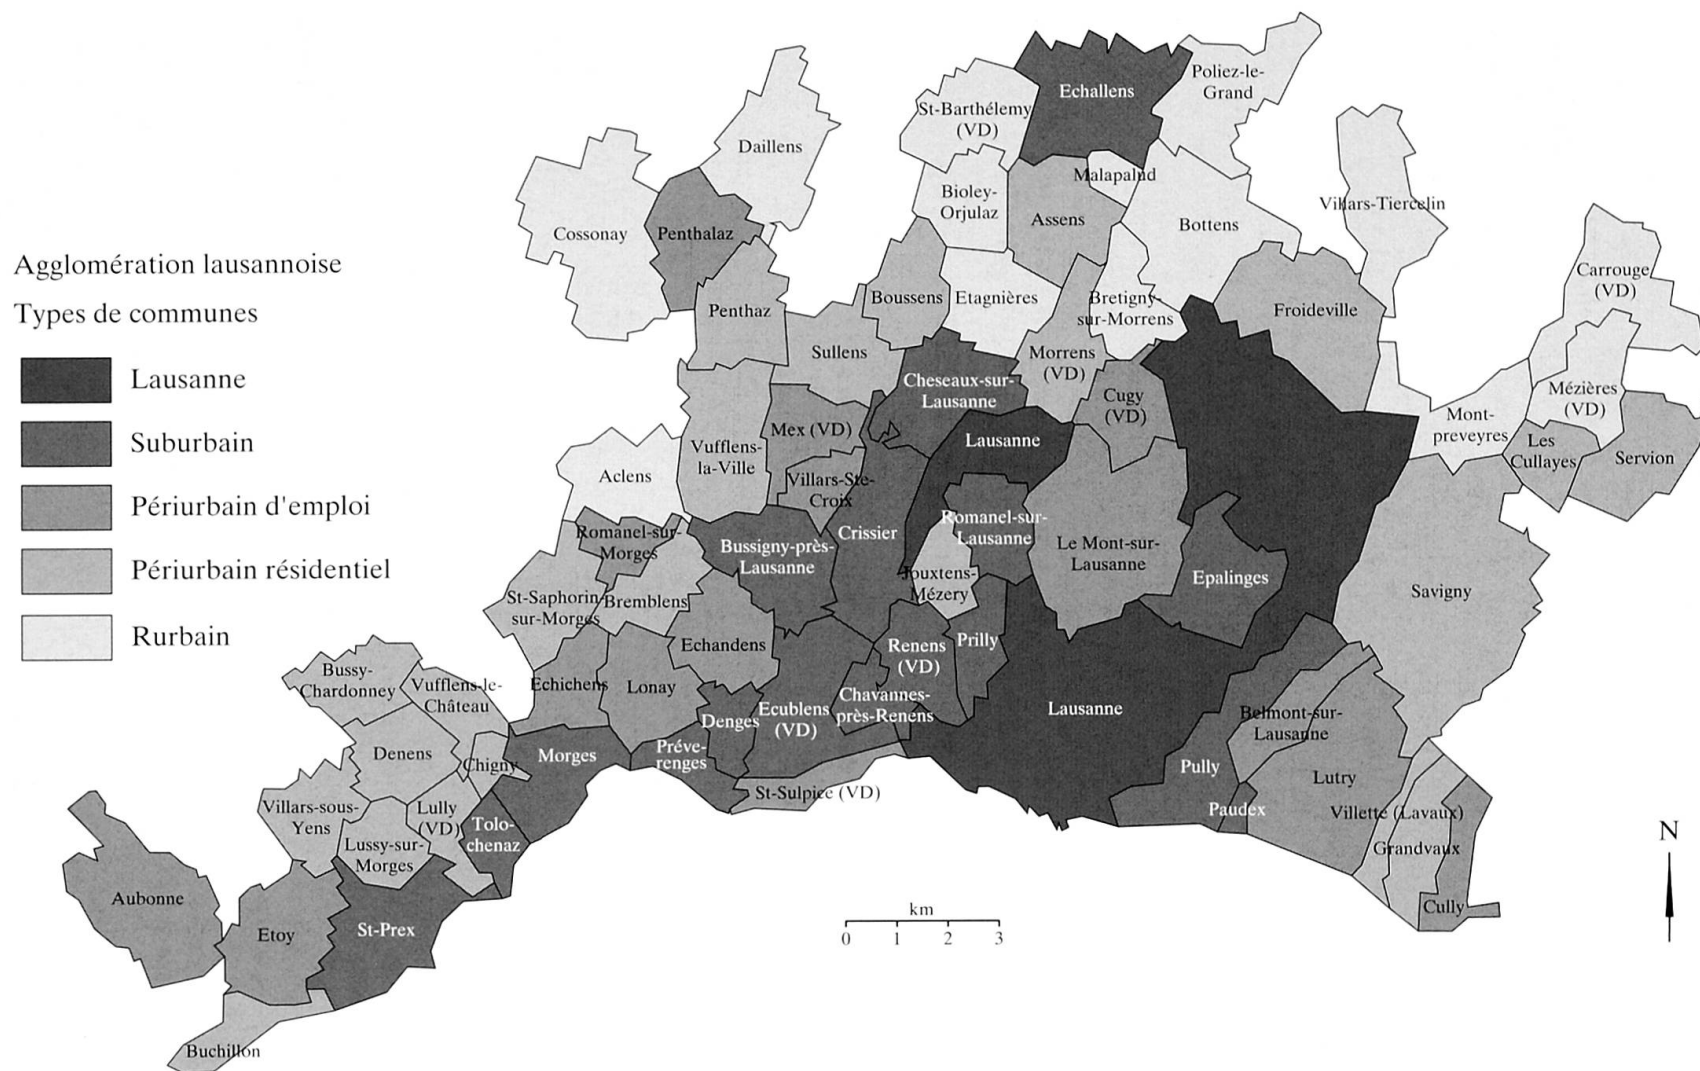 Agglomération lausannoise
Types de communes
Lausanne
Suburbain
Périurbain d'emploi
Périurbain résidentiel
Rurbain
Poliez-le-
Grand
Echallens
St-Barthélemy
(VD)
Daillens
Malapalud
Bioley-
Orjulaz
Assens
Villars-Tiercelin
Bottens
Cossonay
Penthalaz
Carrouge
(VD)
Boussens
Etagnières
Bretigny-
sur-Morrens
Froideville
Penthaz
Sullens
Morrens
(VD)
Cheseaux-sur-
Lausanne
Cugy
(VD)
Mézières
(VD)
Mont-
preveyres
Mex (VD)
Lausanne
Les
Cullayes
Servion
Vufflens-
la-Ville
Aclens
Villars-Ste-
Croix
Romanel-sur-
Lausanne
Crissier
Romanel-sur-
Morges
Bussigny-près-
Lausanne
Le Mont-sur-
Lausanne
Epalinges
Jouxtens-
Mézery
Savigny
St-Saphorin-
sur-Morges
Bremblens
Echandens
Renens
(VD)
Prilly
Bussy-
Chardonney
Vufflens-le-
Château
Echichens
Lonay
Denges
Ecublens
(VD)
Chavannes-
près-Renens
Lausanne
Belmont-sur-
Lausanne
Denens
Chigny
Morges
Préve-
renges
Pully
Lutry
St-Sulpice (VD)
Villars-sous-
Yens
Lully
(VD)
Tolo-
chenaz
Paudex
Villette (Lavaux)
Lussy-sur-
Morges
Grandvaux
Aubonne
Etoy
St-Prex
Cully
Buchillon
km
0 1 2 3
N